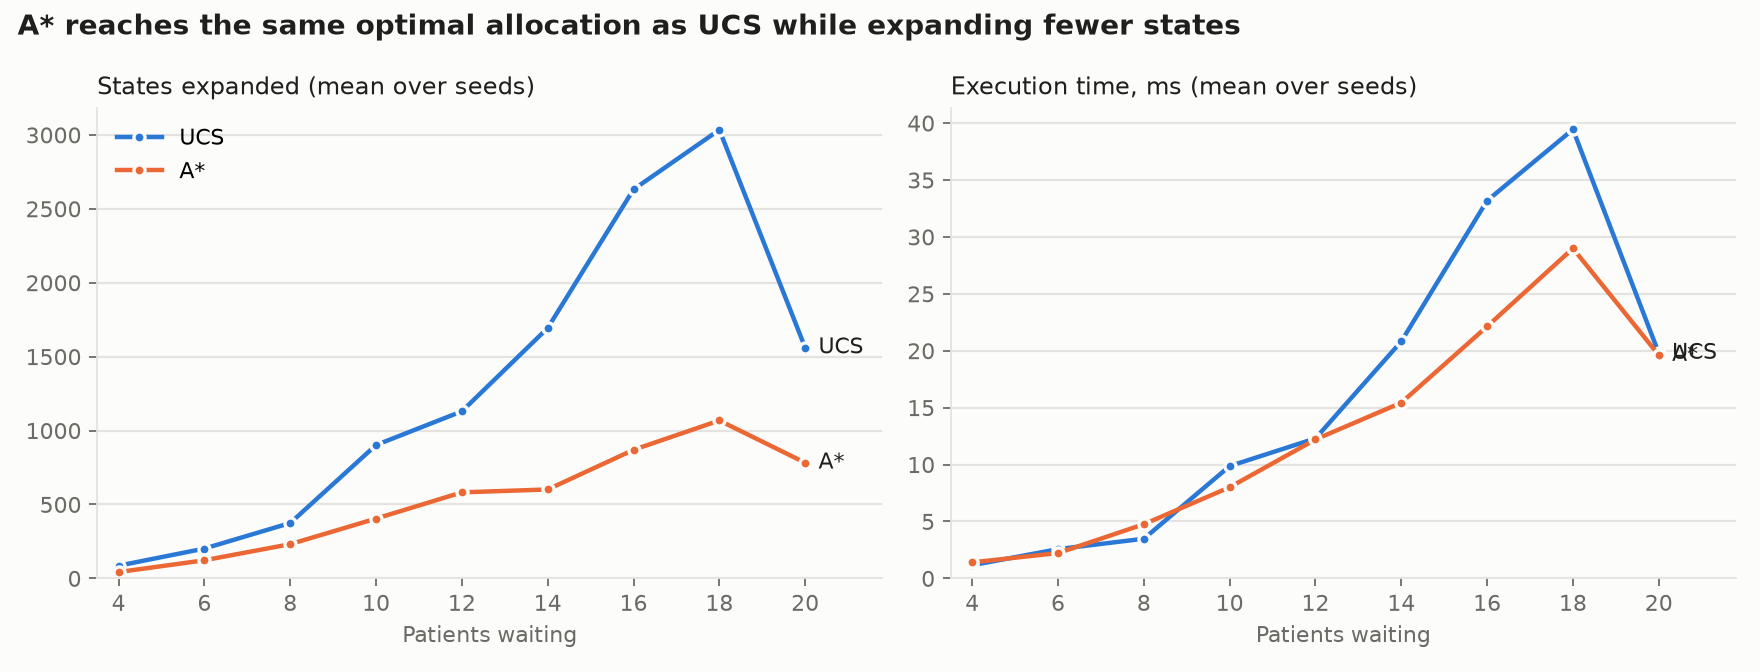 A* reaches the same optimal allocation as UCS while expanding fewer states
States expanded (mean over seeds)
3000
2500
2000
1500
1000
500
0
UCS
A*
UCS
A*
4 6 8 10 12 14 16 18 20
Patients waiting
Execution time, ms (mean over seeds)
40
35
30
25
20
15
10
5
0
UCS
A*
4 6 8 10 12 14 16 18 20
Patients waiting